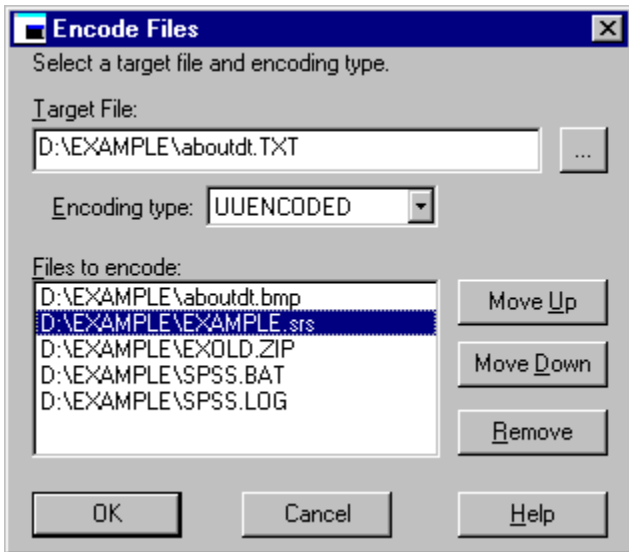 Encode Files
Select a target file and encoding type.
Target File:
D:\EXAMPLE\aboutdt.TXT
...
Encoding type: UUENCODED
Files to encode:
D:\EXAMPLE\aboutdt.bmp
D:\EXAMPLE\EXAMPLE.srs
D:\EXAMPLE\EXOLD.ZIP
D:\EXAMPLE\SPSS.BAT
D:\EXAMPLE\SPSS.LOG
Move Up
Move Down
Remove
OK
Cancel
Help